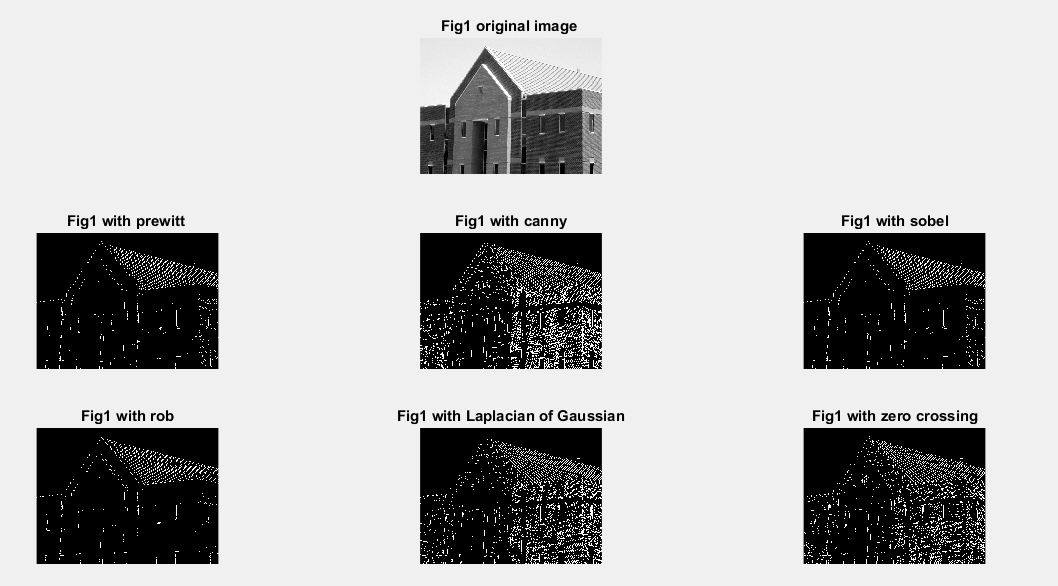 Fig1 original image
Fig1 with prewitt
Fig1 with canny
Fig1 with sobel
Fig1 with rob
Fig1 with Laplacian of Gaussian
Fig1 with zero crossing